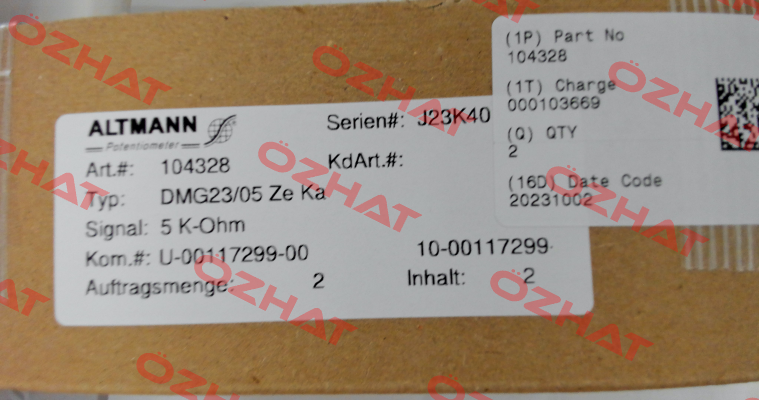 ALTMANN
Potentiometer
Serien#: J23K40
Art.#: 104328
KdArt.#:
Typ: DMG23/05 Ze Ka
Signal: 5 K-Ohm
Kom.#: U-00117299-00
10-00117299-
Auftragsmenge: 2
Inhalt: 2
(1P) Part No
104328
(1T) Charge
000103669
(Q) QTY
2
(16D) Date Code
20231002
ÖZHAT
ÖZHAT
ÖZHAT
ÖZHAT
ÖZHAT
ÖZHAT
ÖZHAT
ÖZHAT
ÖZHAT